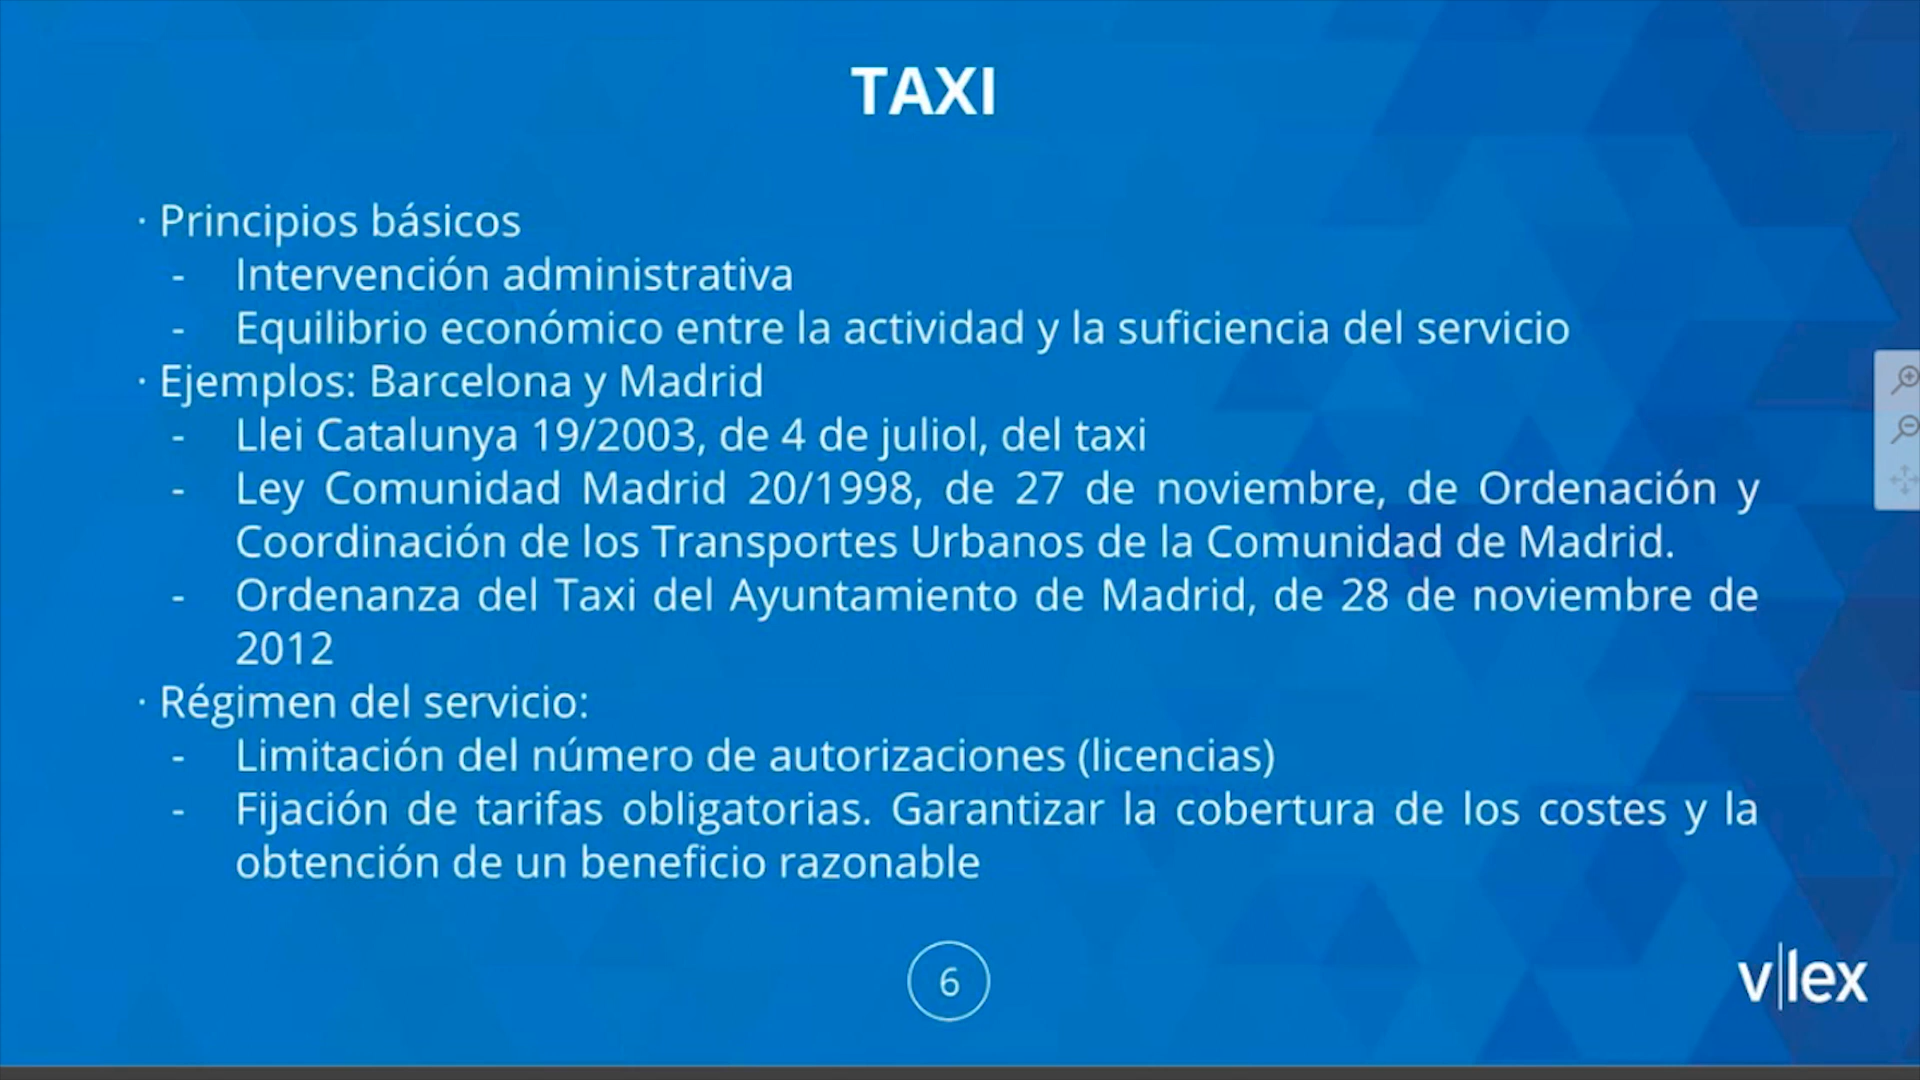 TAXI
· Principios básicos
- Intervención administrativa
- Equilibrio económico entre la actividad y la suficiencia del servicio
· Ejemplos: Barcelona y Madrid
- Llei Catalunya 19/2003, de 4 de juliol, del taxi
- Ley Comunidad Madrid 20/1998, de 27 de noviembre, de Ordenación y
Coordinación de los Transportes Urbanos de la Comunidad de Madrid.
- Ordenanza del Taxi del Ayuntamiento de Madrid, de 28 de noviembre de
2012
· Régimen del servicio:
- Limitación del número de autorizaciones (licencias)
- Fijación de tarifas obligatorias. Garantizar la cobertura de los costes y la
obtención de un beneficio razonable
6
v|lex